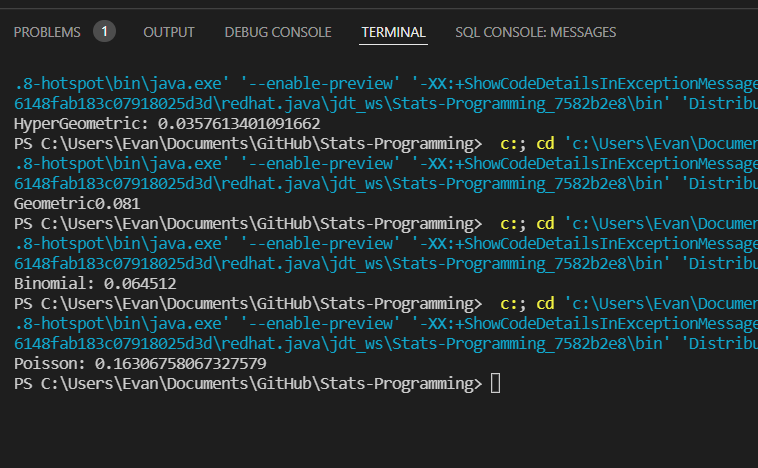 PROBLEMS 1 OUTPUT DEBUG CONSOLE TERMINAL SQL CONSOLE: MESSAGES
.8-hotspot\bin\java.exe' '--enable-preview' '-XX:+ShowCodeDetailsInExceptionMessage
6148fab183c07918025d3d\redhat.java\jdt_ws\Stats-Programming_7582b2e8\bin' 'Distribu
HyperGeometric: 0.0357613401091662
PS C:\Users\Evan\Documents\GitHub\Stats-Programming> c:; cd 'c:\Users\Evan\Documen
.8-hotspot\bin\java.exe' '--enable-preview' '-XX:+ShowCodeDetailsInExceptionMessage
6148fab183c07918025d3d\redhat.java\jdt_ws\Stats-Programming_7582b2e8\bin' 'Distribu
Geometric0.081
PS C:\Users\Evan\Documents\GitHub\Stats-Programming> c:; cd 'c:\Users\Evan\Documen
.8-hotspot\bin\java.exe' '--enable-preview' '-XX:+ShowCodeDetailsInExceptionMessage
6148fab183c07918025d3d\redhat.java\jdt_ws\Stats-Programming_7582b2e8\bin' 'Distribu
Binomial: 0.064512
PS C:\Users\Evan\Documents\GitHub\Stats-Programming> c:; cd 'c:\Users\Evan\Documen
.8-hotspot\bin\java.exe' '--enable-preview' '-XX:+ShowCodeDetailsInExceptionMessage
6148fab183c07918025d3d\redhat.java\jdt_ws\Stats-Programming_7582b2e8\bin' 'Distribu
Poisson: 0.16306758067327579
PS C:\Users\Evan\Documents\GitHub\Stats-Programming>